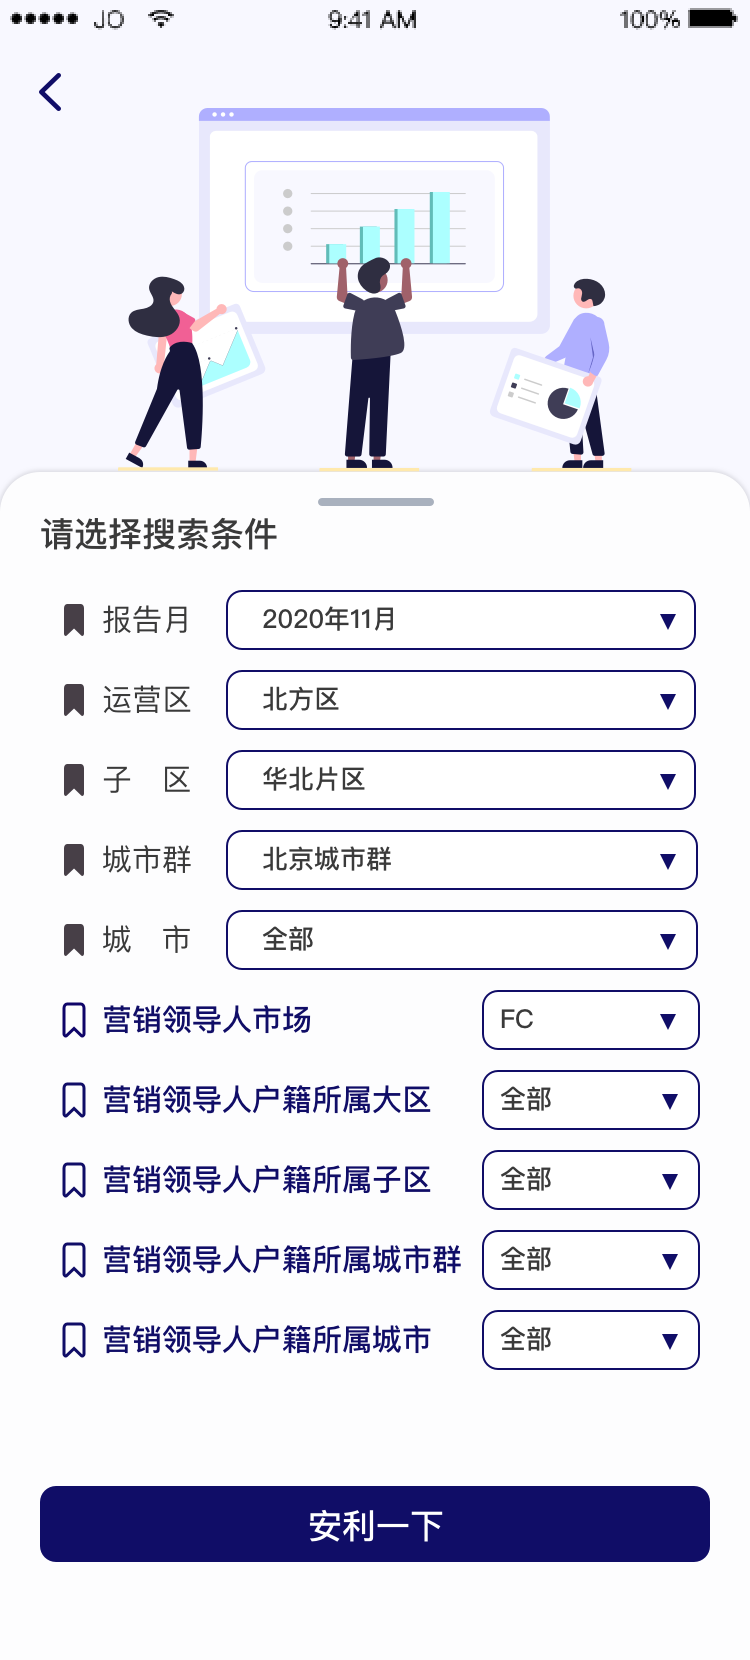 ●●●●● JO 9:41 AM 100%
请选择搜索条件
报告月 2020年11月 ▼
运营区 北方区 ▼
子 区 华北片区 ▼
城市群 北京城市群 ▼
城 市 全部 ▼
营销领导人市场 FC ▼
营销领导人户籍所属大区 全部 ▼
营销领导人户籍所属子区 全部 ▼
营销领导人户籍所属城市群 全部 ▼
营销领导人户籍所属城市 全部 ▼
安利一下